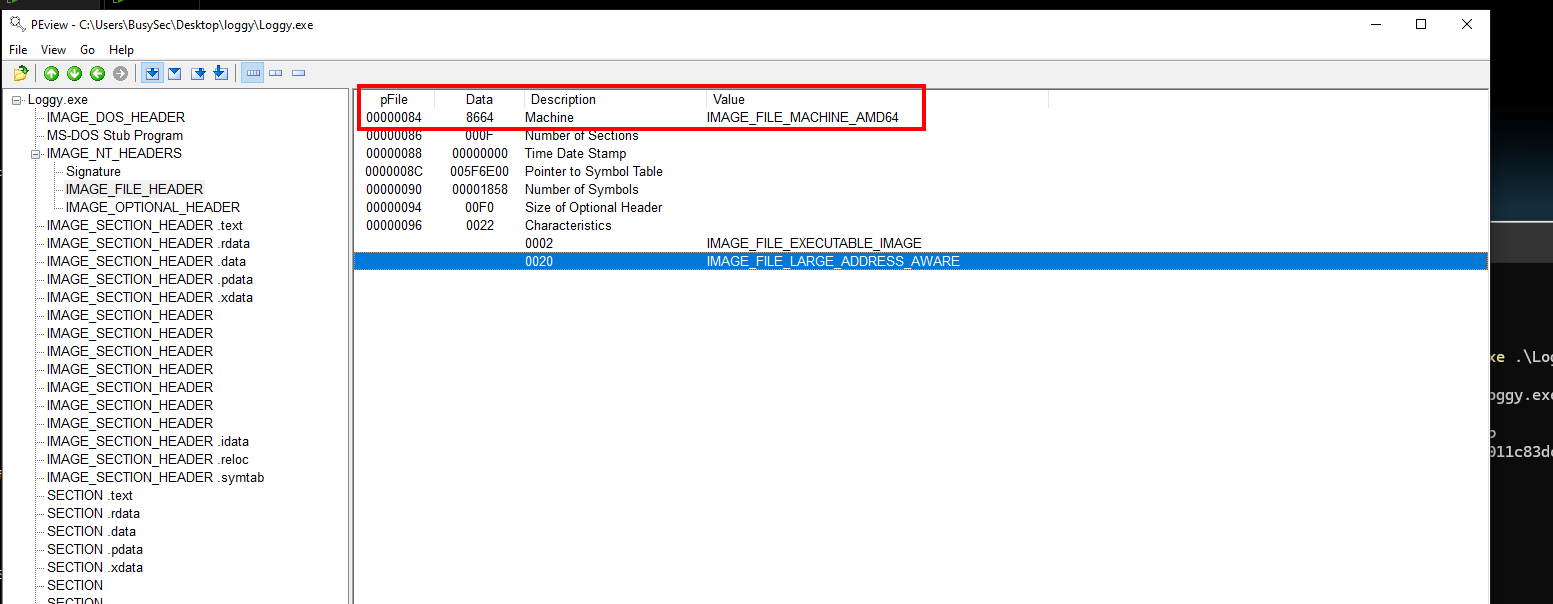 PEview - C:\Users\BusySec\Desktop\loggy\Loggy.exe
File View Go Help
Loggy.exe
IMAGE_DOS_HEADER
MS-DOS Stub Program
IMAGE_NT_HEADERS
Signature
IMAGE_FILE_HEADER
IMAGE_OPTIONAL_HEADER
IMAGE_SECTION_HEADER .text
IMAGE_SECTION_HEADER .rdata
IMAGE_SECTION_HEADER .data
IMAGE_SECTION_HEADER .pdata
IMAGE_SECTION_HEADER .xdata
IMAGE_SECTION_HEADER
IMAGE_SECTION_HEADER
IMAGE_SECTION_HEADER
IMAGE_SECTION_HEADER
IMAGE_SECTION_HEADER
IMAGE_SECTION_HEADER
IMAGE_SECTION_HEADER
IMAGE_SECTION_HEADER .idata
IMAGE_SECTION_HEADER .reloc
IMAGE_SECTION_HEADER .symtab
SECTION .text
SECTION .rdata
SECTION .data
SECTION .pdata
SECTION .xdata
SECTION
SECTION
pFile Data Description Value
00000084 8664 Machine IMAGE_FILE_MACHINE_AMD64
00000086 000F Number of Sections
00000088 00000000 Time Date Stamp
0000008C 005F6E00 Pointer to Symbol Table
00000090 00001858 Number of Symbols
00000094 00F0 Size of Optional Header
00000096 0022 Characteristics
0002 IMAGE_FILE_EXECUTABLE_IMAGE
0020 IMAGE_FILE_LARGE_ADDRESS_AWARE
xe .\Log
oggy.exe
011c83de